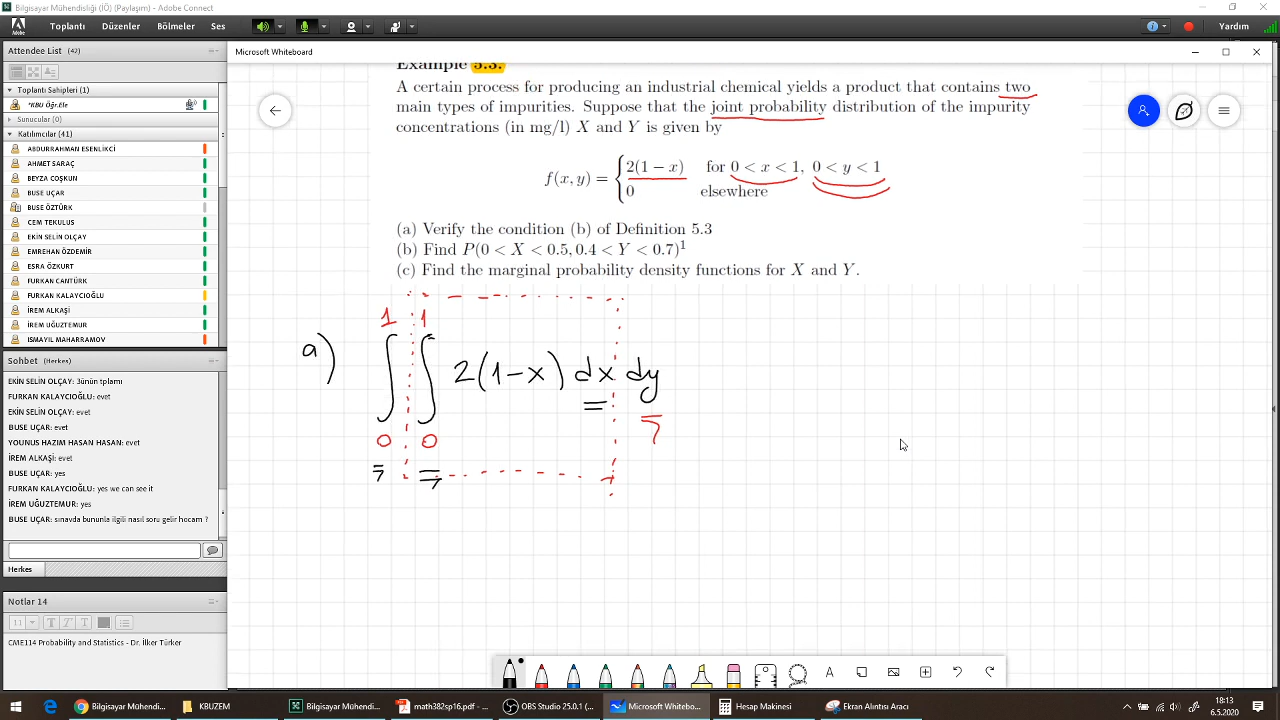 Bilgisayar Mühendisliği (İÖ) (Paylaşım) - Adobe Connect
Adobe
Toplantı
Düzenler
Bölmeler
Ses
Yardım
Attendee List (42)
Toplantı Sahipleri (1)
*KBU Öğr.Ele
Sunucular (0)
Katılımcılar (41)
ABDURRAHMAN ESENLİKCİ
AHMET SARAÇ
BEYZA COŞKUN
BUSE UÇAR
BUSE ÖZTÜRK
CEM TEKULUS
EKİN SELİN OLÇAY
EMREHAN ÖZDEMİR
ESRA ÖZKURT
FURKAN CANTÜRK
FURKAN KALAYCIOĞLU
İREM ALKAŞİ
İREM UĞUZTEMUR
ISMAYIL MAHARRAMOV
Sohbet (Herkes)
EKİN SELİN OLÇAY: 3ünün tplamı
FURKAN KALAYCIOĞLU: evet
EKİN SELİN OLÇAY: evet
BUSE UÇAR: evet
YOUNUS HAZIM HASAN HASAN: evet
İREM ALKAŞİ: evet
BUSE UÇAR: yes
FURKAN KALAYCIOĞLU: yes we can see it
İREM UĞUZTEMUR: yes
BUSE UÇAR: sınavda bununla ilgili nasıl soru gelir hocam ?
Herkes
Notlar 14
11
CME114 Probability and Statistics - Dr. İlker Türker
Microsoft Whiteboard
Example 5.3.
A certain process for producing an industrial chemical yields a product that contains two
main types of impurities. Suppose that the joint probability distribution of the impurity
concentrations (in mg/l) X and Y is given by
f(x, y) = { 2(1 − x) for 0 < x < 1, 0 < y < 1
0 elsewhere
(a) Verify the condition (b) of Definition 5.3
(b) Find P(0 < X < 0.5, 0.4 < Y < 0.7)¹
(c) Find the marginal probability density functions for X and Y.
1 1
a) ∫ ∫ 2(1-x) dx dy
0 0
Bilgisayar Mühendisl...
KBUZEM
Bilgisayar Mühendisl...
math382sp16.pdf - ...
OBS Studio 25.0.1 (...
Microsoft Whitebo...
Hesap Makinesi
Ekran Alıntısı Aracı
18:13
6.5.2020